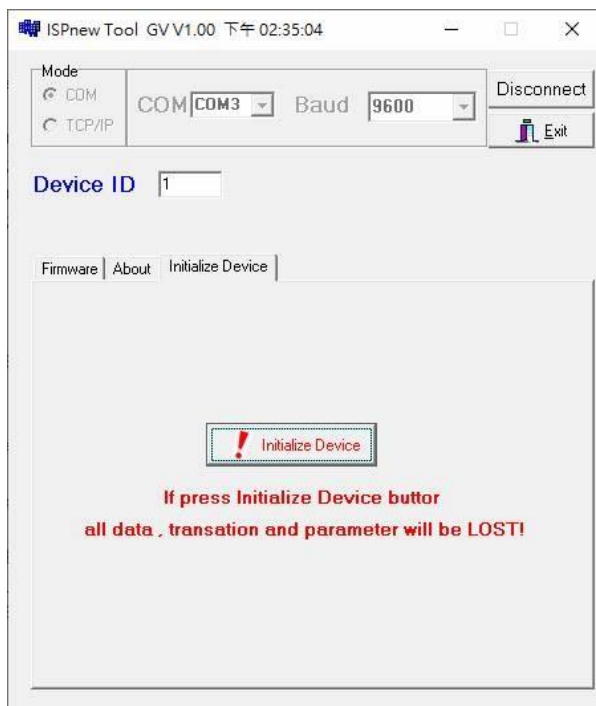 ISPnew Tool GV V1.00 下午 02:35:04
Mode
COM
TCP/IP
COM COM3 Baud 9600
Disconnect
Exit
Device ID 1
Firmware About Initialize Device
Initialize Device
If press Initialize Device buttor
all data , transation and parameter will be LOST!